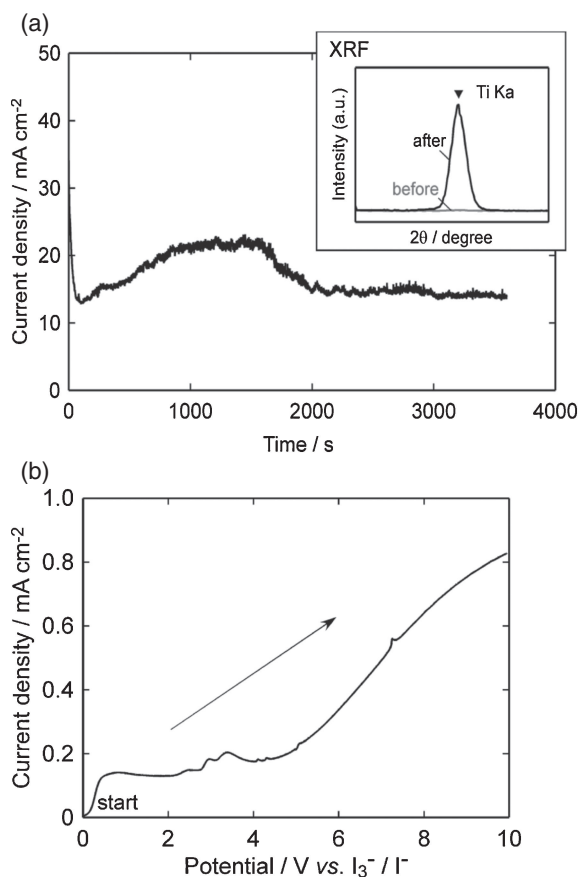 (a)
XRF
Intensity (a.u.)
▼ Ti Ka
after
before
2θ / degree
Current density / mA cm⁻²
50
40
30
20
10
0
0 1000 2000 3000 4000
Time / s
(b)
Current density / mA cm⁻²
1.0
0.8
0.6
0.4
0.2
0
start
0 2 4 6 8 10
Potential / V vs. I₃⁻ / I⁻